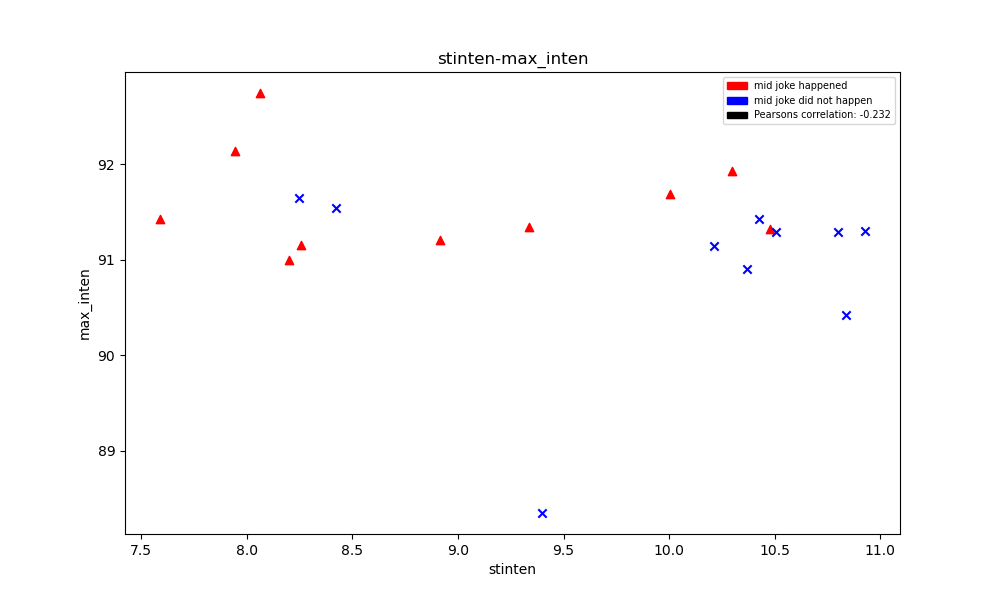 stinten-max_inten
mid joke happened
mid joke did not happen
Pearsons correlation: -0.232
92
91
90
89
max_inten
7.5 8.0 8.5 9.0 9.5 10.0 10.5 11.0
stinten